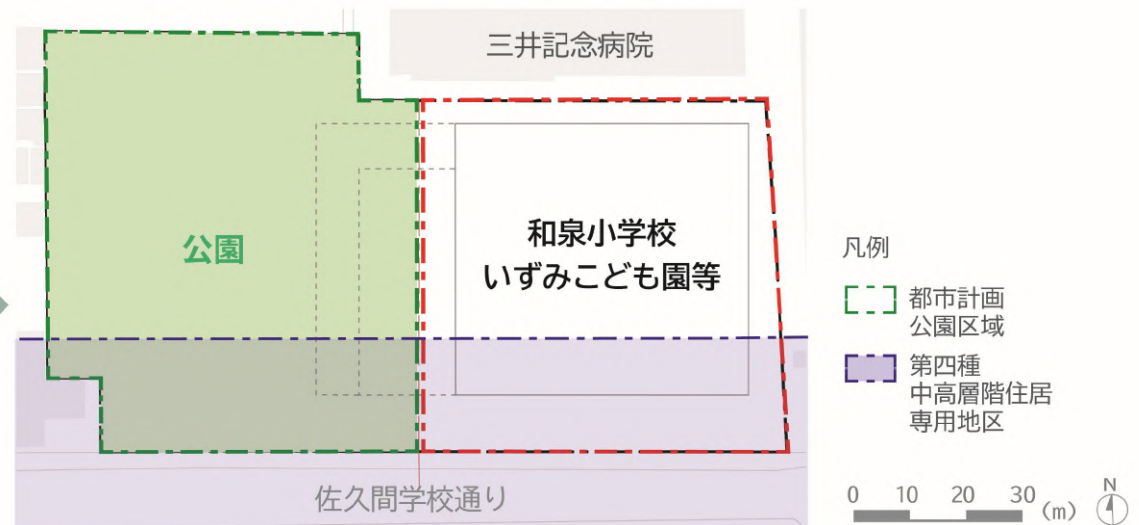 三井記念病院
公園
和泉小学校
いずみこども園等
佐久間学校通り
凡例
都市計画
公園区域
第四種
中高層階住居
専用地区
0 10 20 30 (m)
N